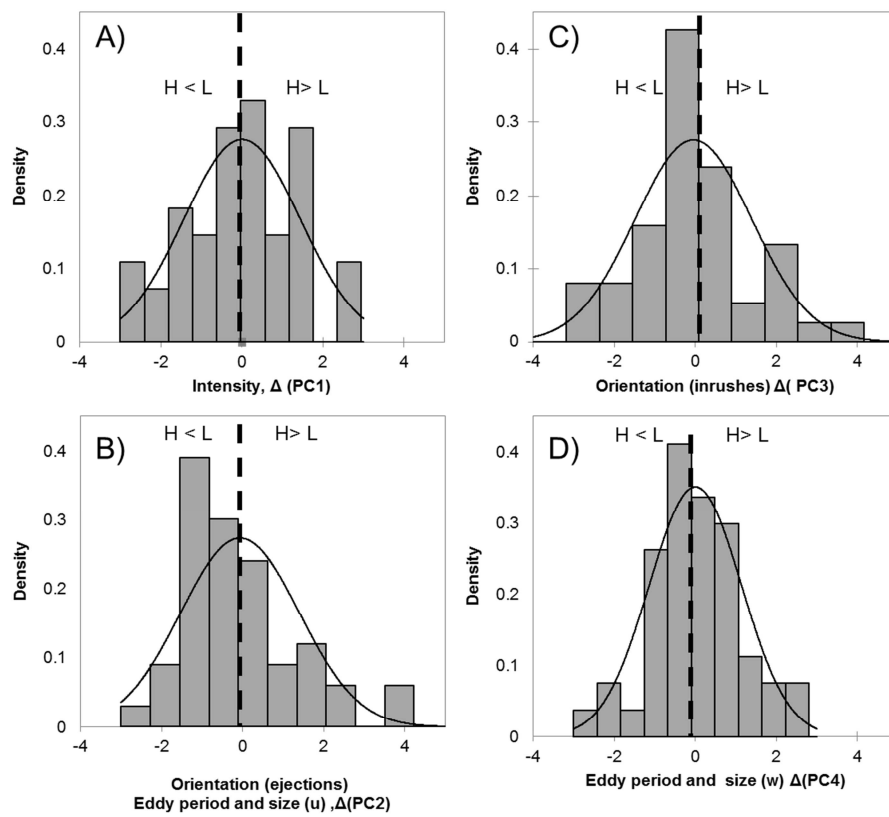 A)
H < L H> L
Density
0.4
0.3
0.2
0.1
0
-2 0 2 4
Intensity, Δ (PC1)
C)
H < L H> L
Density
0.4
0.3
0.2
0.1
0
-4 -2 0 2 4
Orientation (inrushes) Δ( PC3)
B)
H < L H> L
Density
0.4
0.3
0.2
0.1
0
-2 0 2 4
Orientation (ejections)
Eddy period and size (u) ,Δ(PC2)
D)
H < L H> L
Density
0.4
0.3
0.2
0.1
0
-4 -2 0 2 4
Eddy period and size (w) Δ(PC4)